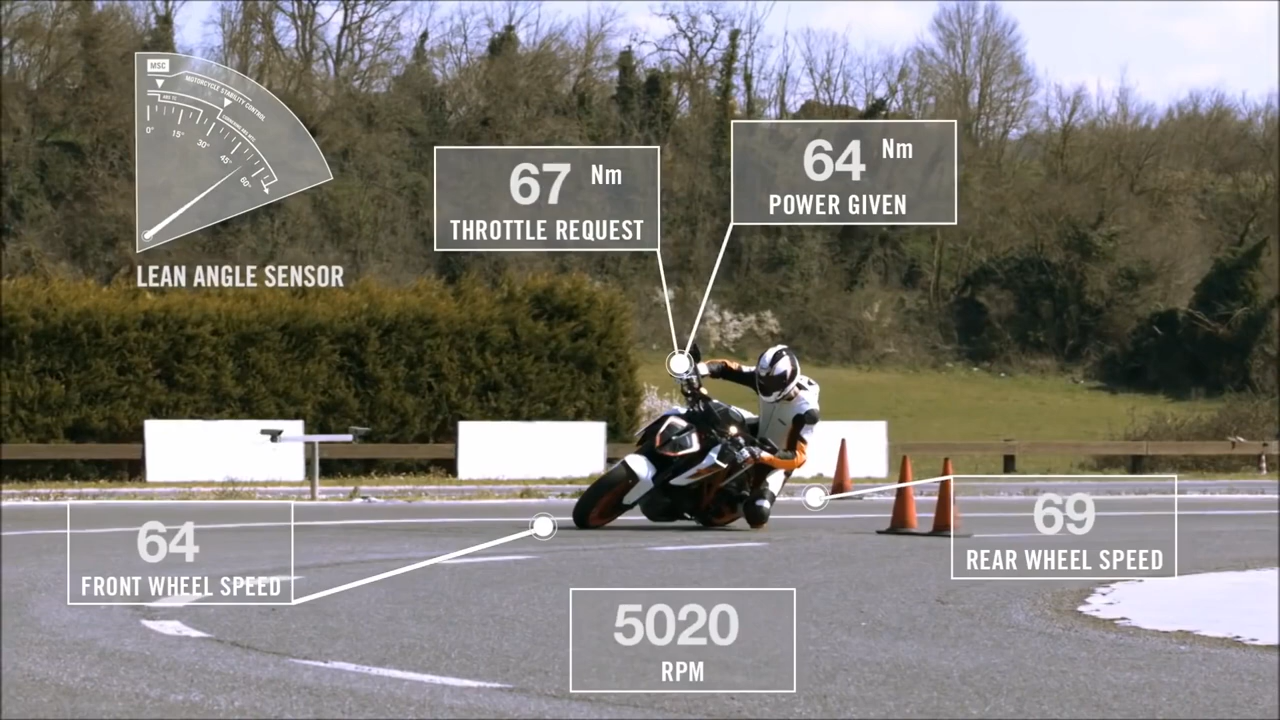 MSC
MOTORCYCLE STABILITY CONTROL
0°
15°
30°
45°
60°
LEAN ANGLE SENSOR
67 Nm
THROTTLE REQUEST
64 Nm
POWER GIVEN
64
FRONT WHEEL SPEED
69
REAR WHEEL SPEED
5020
RPM